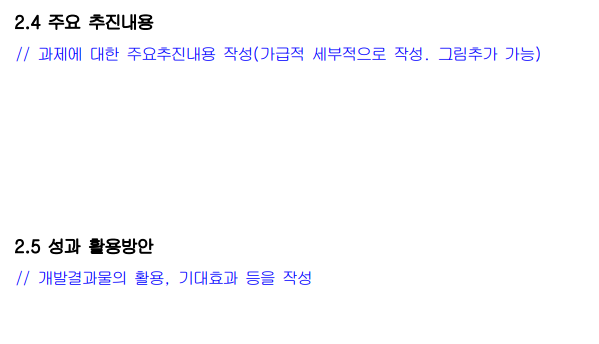 2.4 주요 추진내용
// 과제에 대한 주요추진내용 작성(가급적 세부적으로 작성. 그림추가 가능)
2.5 성과 활용방안
// 개발결과물의 활용, 기대효과 등을 작성